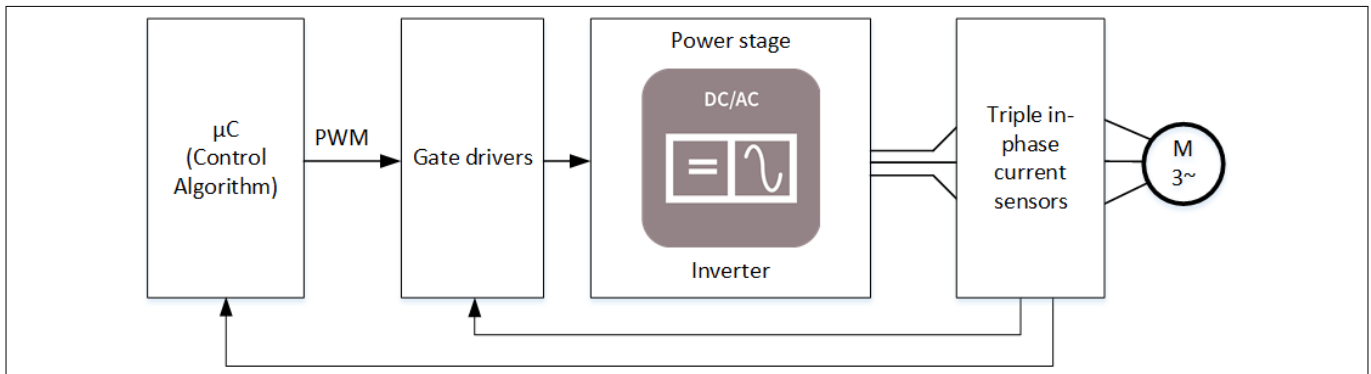 µC
(Control
Algorithm)
PWM
Gate drivers
Power stage
DC/AC
=
Inverter
Triple in-
phase
current
sensors
M
3~